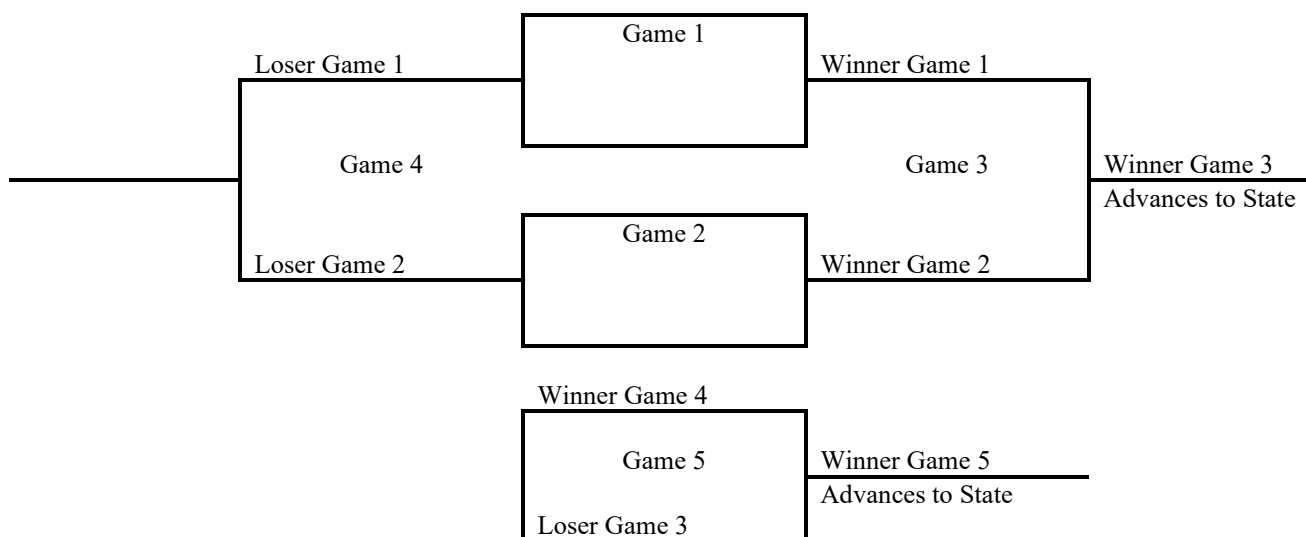 Game 1
Loser Game 1
Winner Game 1
Game 4
Game 3
Winner Game 3
Advances to State
Game 2
Loser Game 2
Winner Game 2
Winner Game 4
Game 5
Winner Game 5
Advances to State
Loser Game 3